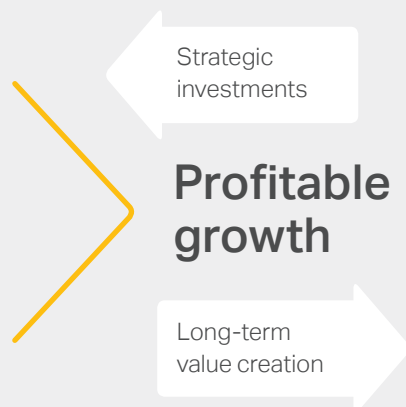 Strategic
investments
Profitable
growth
Long-term
value creation